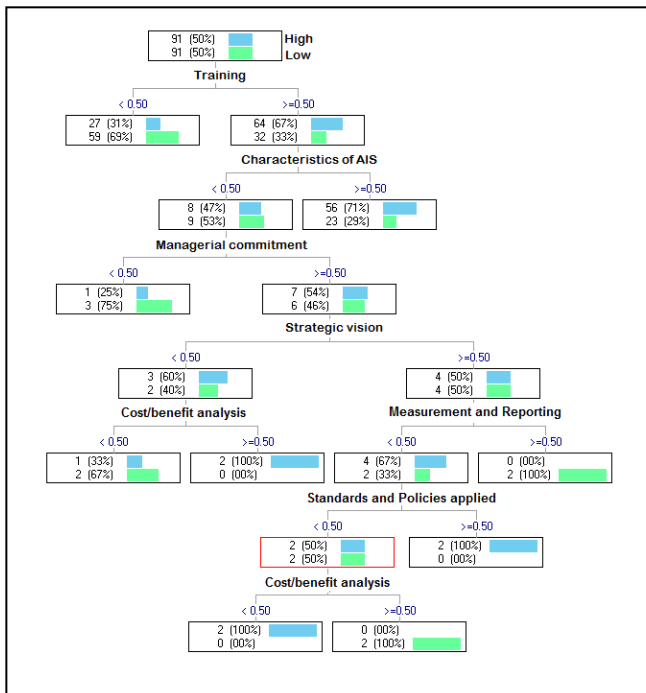 91 (50%) High
91 (50%) Low
Training
< 0.50 >=0.50
27 (31%) 64 (67%)
59 (69%) 32 (33%)
Characteristics of AIS
< 0.50 >=0.50
8 (47%) 56 (71%)
9 (53%) 23 (29%)
Managerial commitment
< 0.50 >=0.50
1 (25%) 7 (54%)
3 (75%) 6 (46%)
Strategic vision
< 0.50 >=0.50
3 (60%) 4 (50%)
2 (40%) 4 (50%)
Cost/benefit analysis Measurement and Reporting
< 0.50 >=0.50 < 0.50 >=0.50
1 (33%) 2 (100%) 4 (67%) 0 (00%)
2 (67%) 0 (00%) 2 (33%) 2 (100%)
Standards and Policies applied
< 0.50 >=0.50
2 (50%) 2 (100%)
2 (50%) 0 (00%)
Cost/benefit analysis
< 0.50 >=0.50
2 (100%) 0 (00%)
0 (00%) 2 (100%)